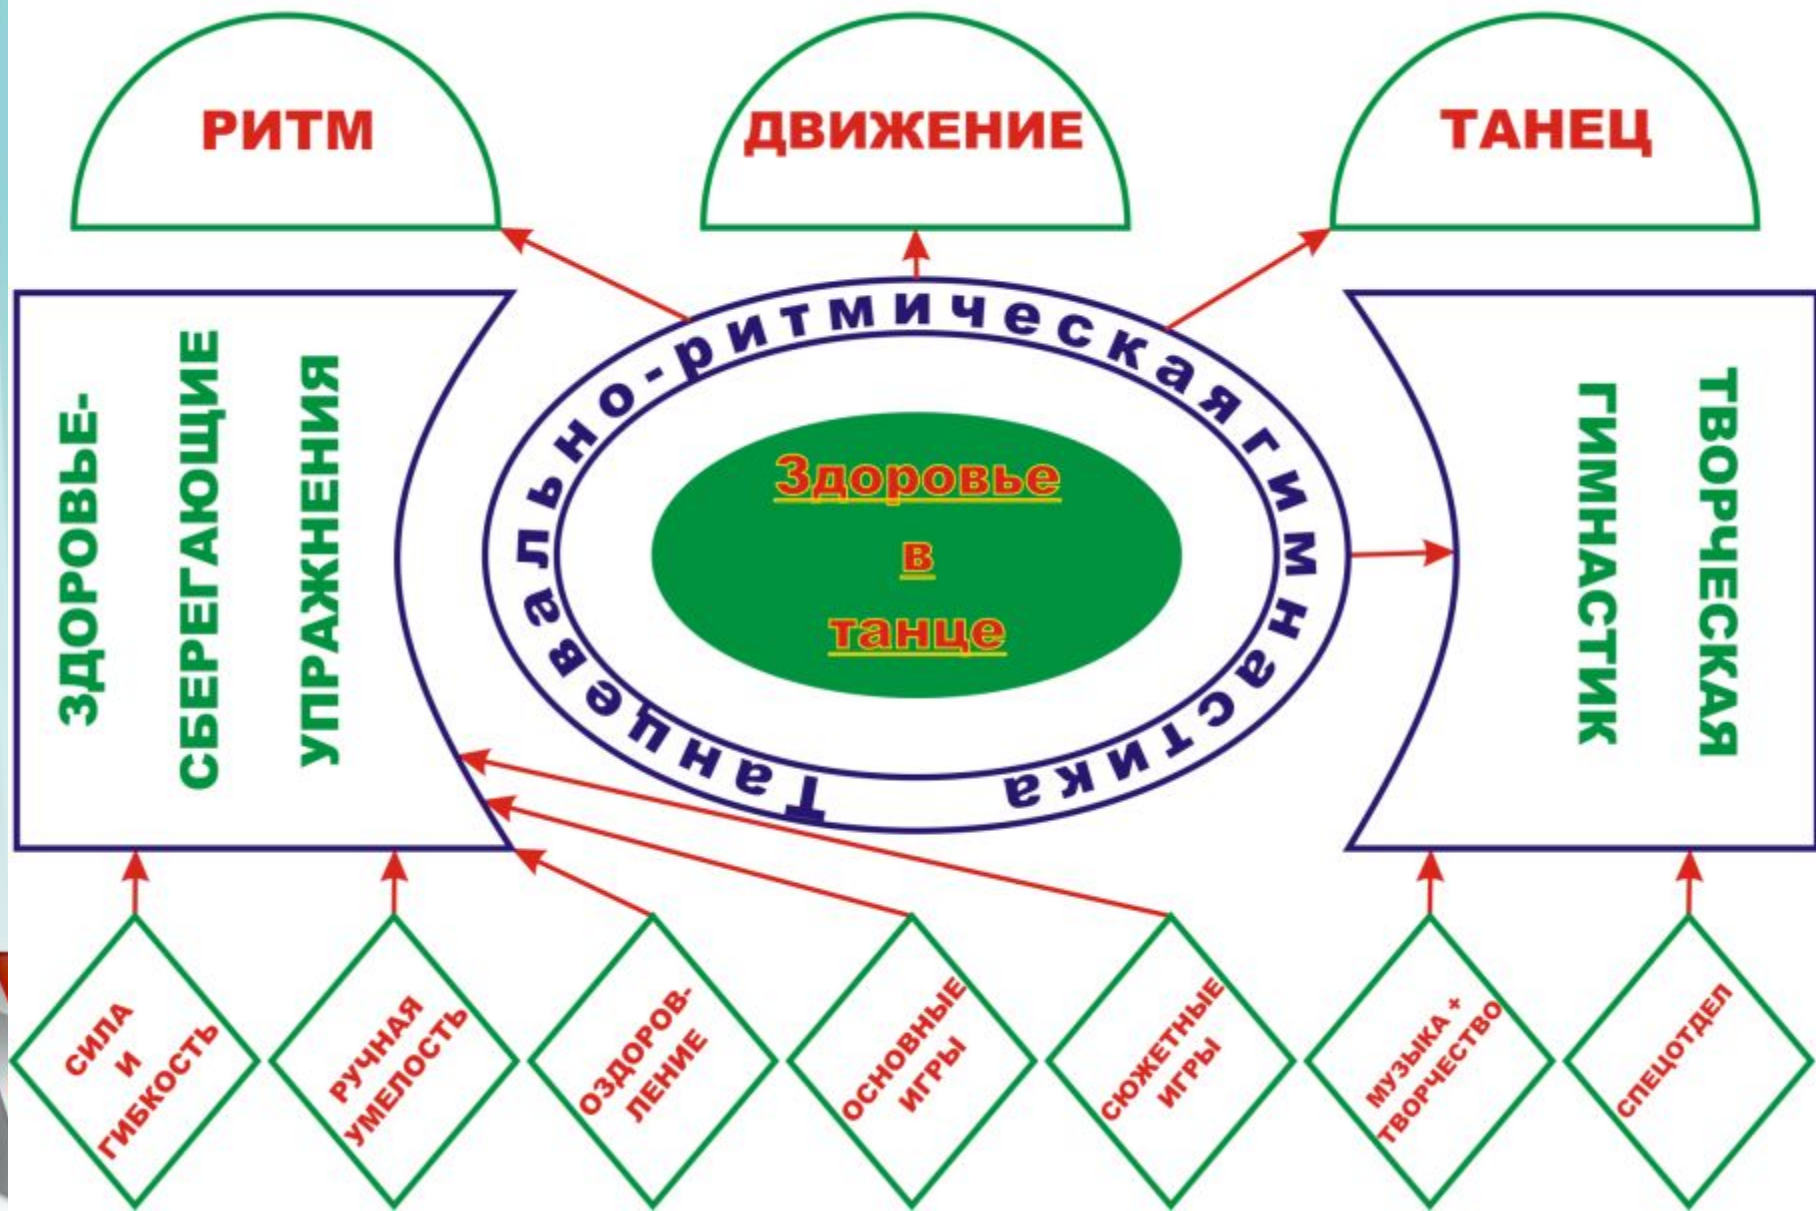 РИТМ
ДВИЖЕНИЕ
ТАНЕЦ
ЗДОРОВЬЕ-
СБЕРЕГАЮЩИЕ
УПРАЖНЕНИЯ
Танцевально-ритмическая гимнастика
Здоровье
в
танце
ТВОРЧЕСКАЯ
ГИМНАСТИК
СИЛА
И
ГИБКОСТЬ
РУЧНАЯ
УМЕЛОСТЬ
ОЗДОРОВ-
ЛЕНИЕ
ОСНОВНЫЕ
ИГРЫ
СЮЖЕТНЫЕ
ИГРЫ
МУЗЫКА +
ТВОРЧЕСТВО
СПЕЦОТДЕЛ